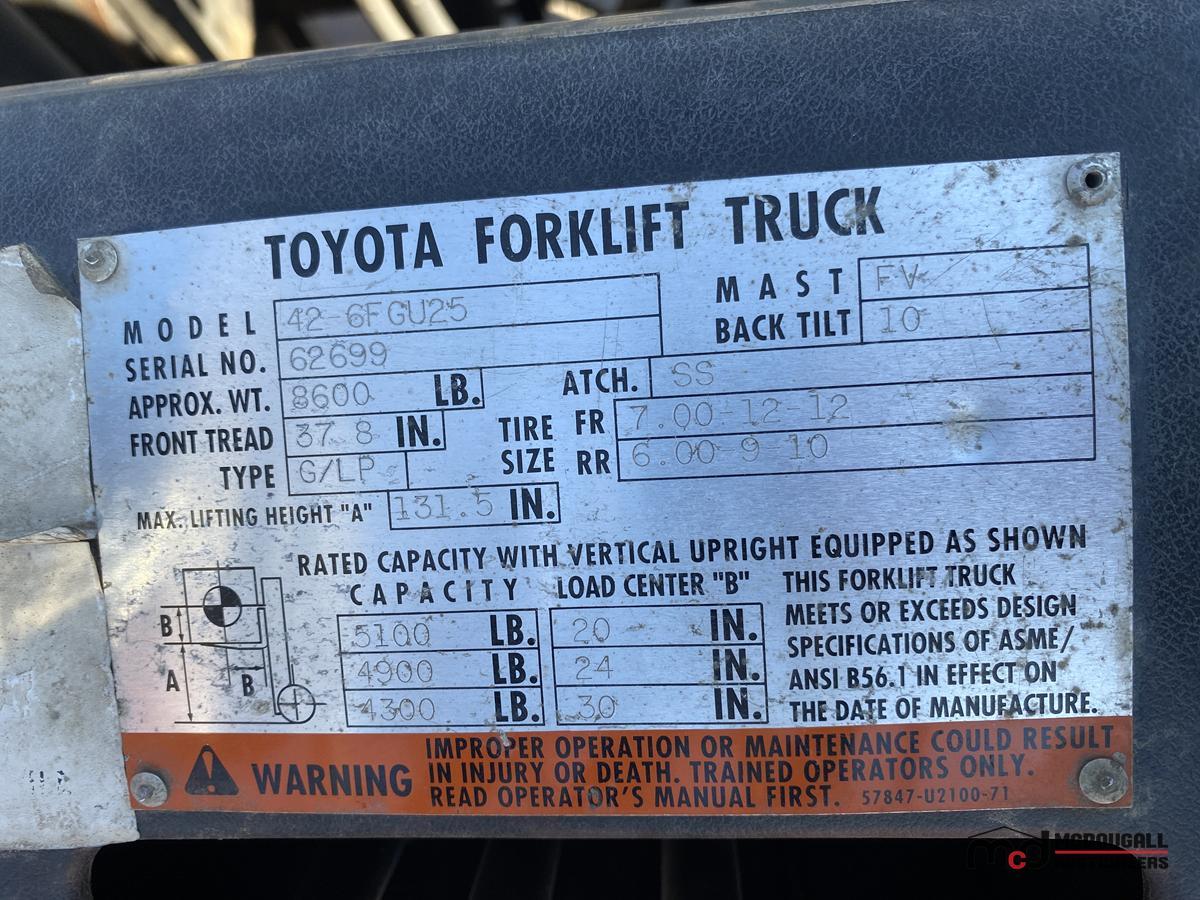 TOYOTA FORKLIFT TRUCK
MODEL 42-6FGU25
MAST FV
SERIAL NO. 62699
BACK TILT 10
APPROX. WT. 8600 LB.
ATCH. SS
FRONT TREAD 37.8 IN.
TIRE SIZE FR 7.00-12-12
RR 6.00-9-10
TYPE G/LP
MAX. LIFTING HEIGHT "A" 131.5 IN.
RATED CAPACITY WITH VERTICAL UPRIGHT EQUIPPED AS SHOWN
CAPACITY LOAD CENTER "B"
5100 LB. 20 IN.
4900 LB. 24 IN.
4300 LB. 30 IN.
B
A
B
THIS FORKLIFT TRUCK
MEETS OR EXCEEDS DESIGN
SPECIFICATIONS OF ASME/
ANSI B56.1 IN EFFECT ON
THE DATE OF MANUFACTURE.
WARNING
IMPROPER OPERATION OR MAINTENANCE COULD RESULT
IN INJURY OR DEATH. TRAINED OPERATORS ONLY.
READ OPERATOR'S MANUAL FIRST. 57847-U2100-71
mcd MCDOUGALL